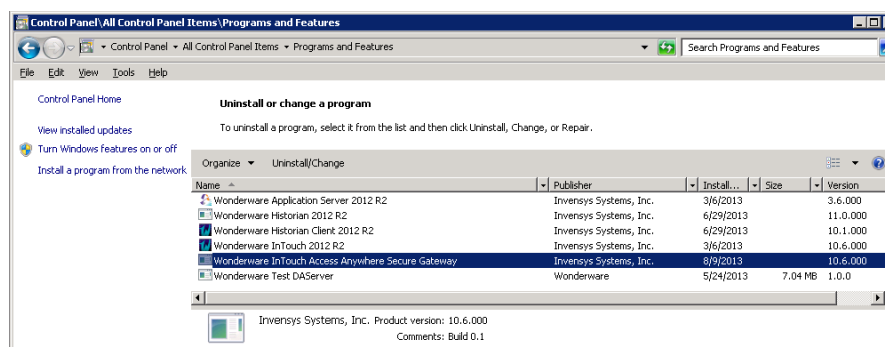 Control Panel\All Control Panel Items\Programs and Features
Control Panel All Control Panel Items Programs and Features Search Programs and Features
File Edit View Tools Help
Control Panel Home
Uninstall or change a program
View installed updates
To uninstall a program, select it from the list and then click Uninstall, Change, or Repair.
Turn Windows features on or off
Install a program from the network
Organize Uninstall/Change
Name Publisher Install... Size Version
Wonderware Application Server 2012 R2 Invensys Systems, Inc. 3/6/2013 3.6.000
Wonderware Historian 2012 R2 Invensys Systems, Inc. 6/29/2013 11.0.000
Wonderware Historian Client 2012 R2 Invensys Systems, Inc. 6/29/2013 10.1.000
Wonderware InTouch 2012 R2 Invensys Systems, Inc. 3/6/2013 10.6.000
Wonderware InTouch Access Anywhere Secure Gateway Invensys Systems, Inc. 8/9/2013 10.6.000
Wonderware Test DAServer Wonderware 5/24/2013 7.04 MB 1.0.0
Invensys Systems, Inc. Product version: 10.6.000
Comments: Build 0.1